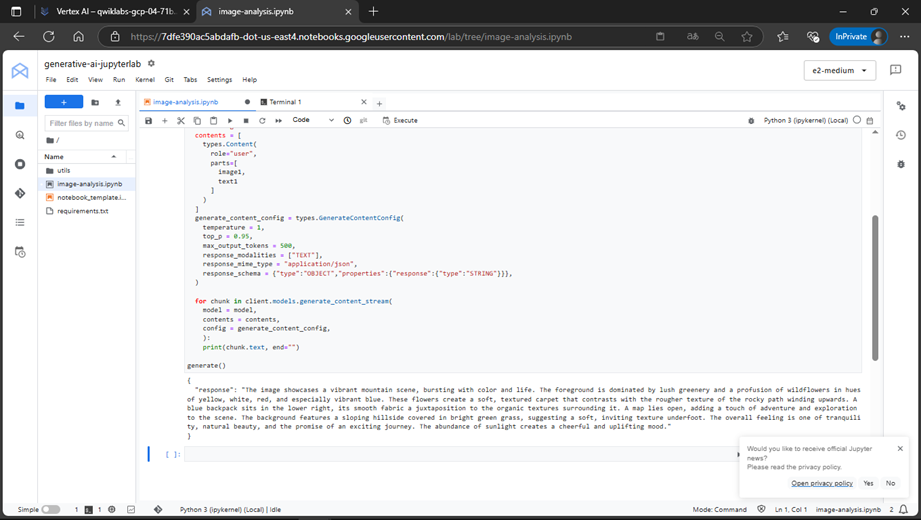 Vertex AI – qwiklabs-gcp-04-71b
image-analysis.ipynb
https://7dfe390ac5abdafb-dot-us-east4.notebooks.googleusercontent.com/lab/tree/image-analysis.ipynb
InPrivate
generative-ai-jupyterlab
File Edit View Run Kernel Git Tabs Settings Help
e2-medium
image-analysis.ipynb
Terminal 1
Filter files by name
Code
Execute
Python 3 (ipykernel) (Local)
/
Name
utils
image-analysis.ipynb
notebook_template.i...
requirements.txt
contents = [
types.Content(
role="user",
parts=[
image1,
text1
]
)
]
generate_content_config = types.GenerateContentConfig(
temperature = 1,
top_p = 0.95,
max_output_tokens = 500,
response_modalities = ["TEXT"],
response_mime_type = "application/json",
response_schema = {"type":"OBJECT","properties":{"response":{"type":"STRING"}}},
)
for chunk in client.models.generate_content_stream(
model = model,
contents = contents,
config = generate_content_config,
):
print(chunk.text, end="")
generate()
{
"response": "The image showcases a vibrant mountain scene, bursting with color and life. The foreground is dominated by lush greenery and a profusion of wildflowers in hues
of yellow, white, red, and especially vibrant blue. These flowers create a soft, textured carpet that contrasts with the rougher texture of the rocky path winding upwards. A
blue backpack sits in the lower right, its smooth fabric a juxtaposition to the organic textures surrounding it. A map lies open, adding a touch of adventure and exploration
to the scene. The background features a sloping hillside covered in bright green grass, suggesting a soft, inviting texture underfoot. The overall feeling is one of tranquili
ty, natural beauty, and the promise of an exciting journey. The abundance of sunlight creates a cheerful and uplifting mood."
}
[ ]:
Would you like to receive official Jupyter
news?
Please read the privacy policy.
Open privacy policy Yes No
Simple 1 1 Python 3 (ipykernel) (Local) | Idle Mode: Command Ln 1, Col 1 image-analysis.ipynb 2